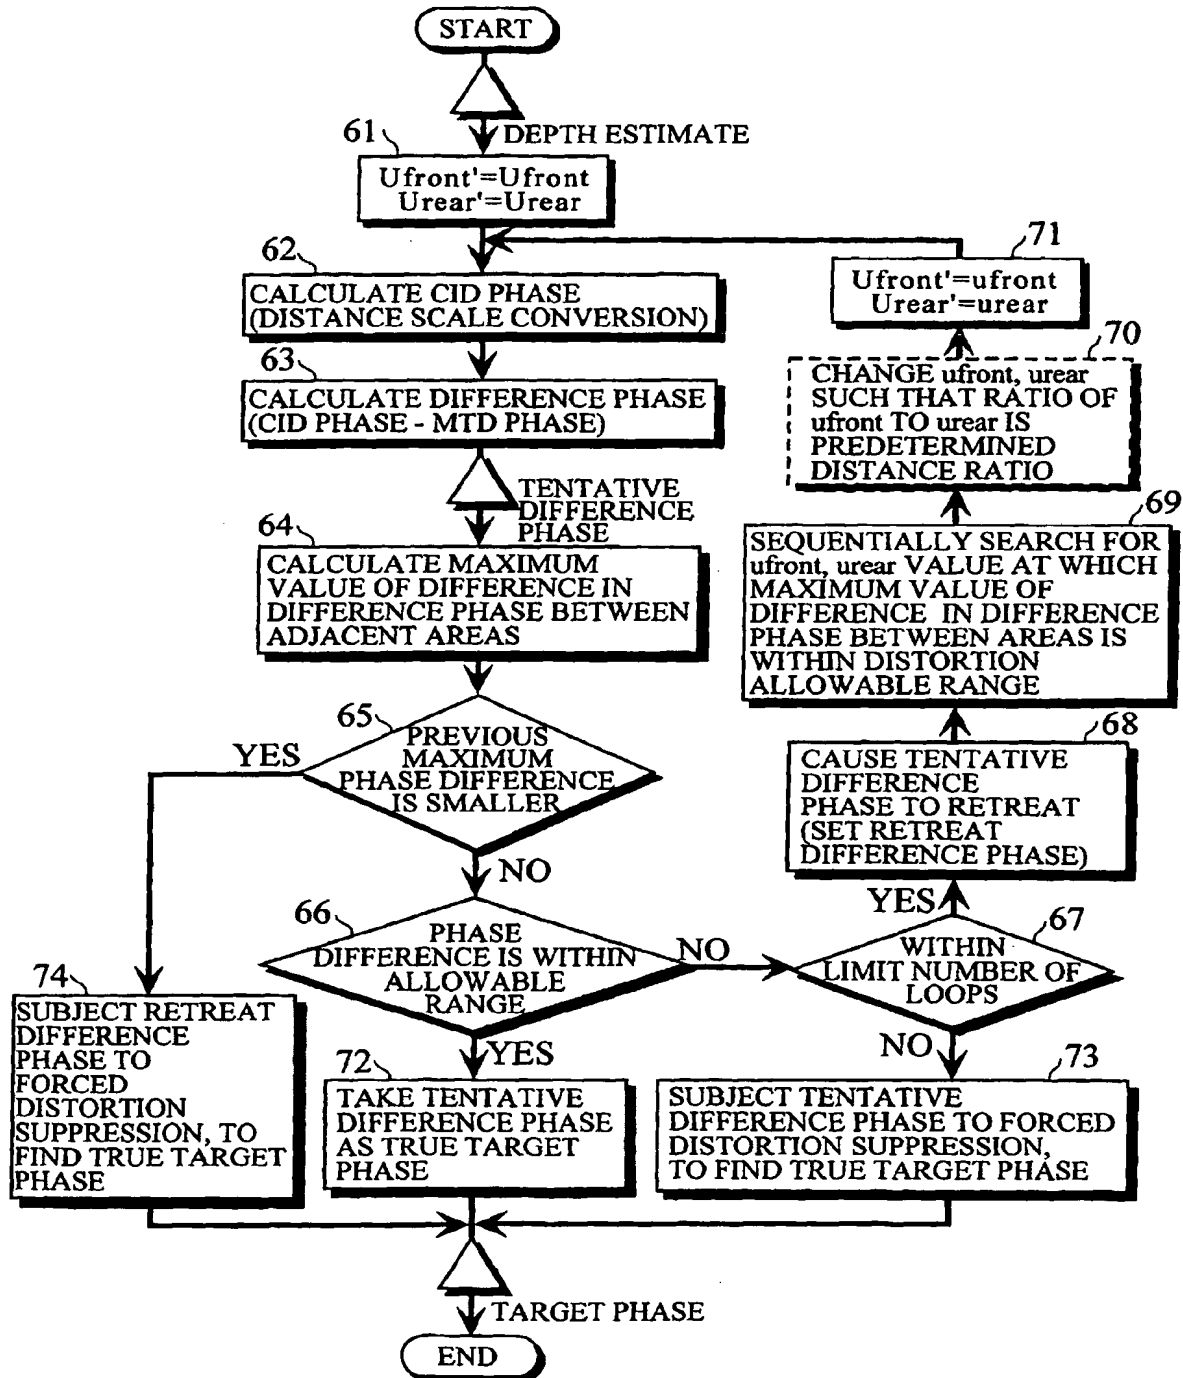 START
DEPTH ESTIMATE
61
Ufront'=Ufront
Urear'=Urear
62
CALCULATE CID PHASE
(DISTANCE SCALE CONVERSION)
63
CALCULATE DIFFERENCE PHASE
(CID PHASE - MTD PHASE)
TENTATIVE
DIFFERENCE
PHASE
64
CALCULATE MAXIMUM
VALUE OF DIFFERENCE IN
DIFFERENCE PHASE BETWEEN
ADJACENT AREAS
65
PREVIOUS
MAXIMUM
PHASE DIFFERENCE
IS SMALLER
YES
NO
66
PHASE
DIFFERENCE IS WITHIN
ALLOWABLE
RANGE
NO
YES
67
WITHIN
LIMIT NUMBER OF
LOOPS
YES
NO
68
CAUSE TENTATIVE
DIFFERENCE
PHASE TO RETREAT
(SET RETREAT
DIFFERENCE PHASE)
69
SEQUENTIALLY SEARCH FOR
ufront, urear VALUE AT WHICH
MAXIMUM VALUE OF
DIFFERENCE IN DIFFERENCE
PHASE BETWEEN AREAS IS
WITHIN DISTORTION
ALLOWABLE RANGE
70
CHANGE ufront, urear
SUCH THAT RATIO OF
ufront TO urear IS
PREDETERMINED
DISTANCE RATIO
71
Ufront'=ufront
Urear'=urear
74
SUBJECT RETREAT
DIFFERENCE
PHASE TO
FORCED
DISTORTION
SUPPRESSION, TO
FIND TRUE TARGET
PHASE
72
TAKE TENTATIVE
DIFFERENCE PHASE
AS TRUE TARGET
PHASE
73
SUBJECT TENTATIVE
DIFFERENCE PHASE TO FORCED
DISTORTION SUPPRESSION,
TO FIND TRUE TARGET PHASE
TARGET PHASE
END